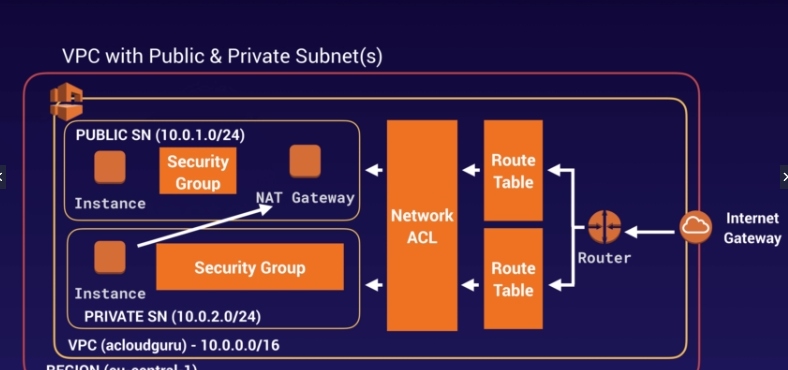 VPC with Public & Private Subnet(s)
PUBLIC SN (10.0.1.0/24)
Security
Group
Instance
NAT Gateway
Instance
Security Group
PRIVATE SN (10.0.2.0/24)
VPC (acloudguru) - 10.0.0.0/16
Network
ACL
Route
Table
Route
Table
Router
Internet
Gateway